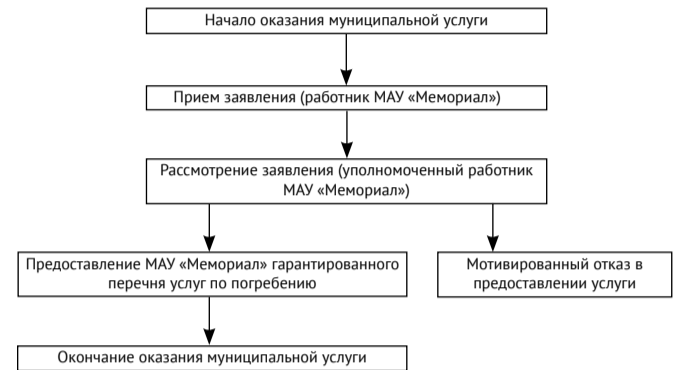 Начало оказания муниципальной услуги
Прием заявления (работник МАУ «Мемориал»)
Рассмотрение заявления (уполномоченный работник
МАУ «Мемориал»)
Предоставление МАУ «Мемориал» гарантированного
перечня услуг по погребению
Мотивированный отказ в
предоставлении услуги
Окончание оказания муниципальной услуги